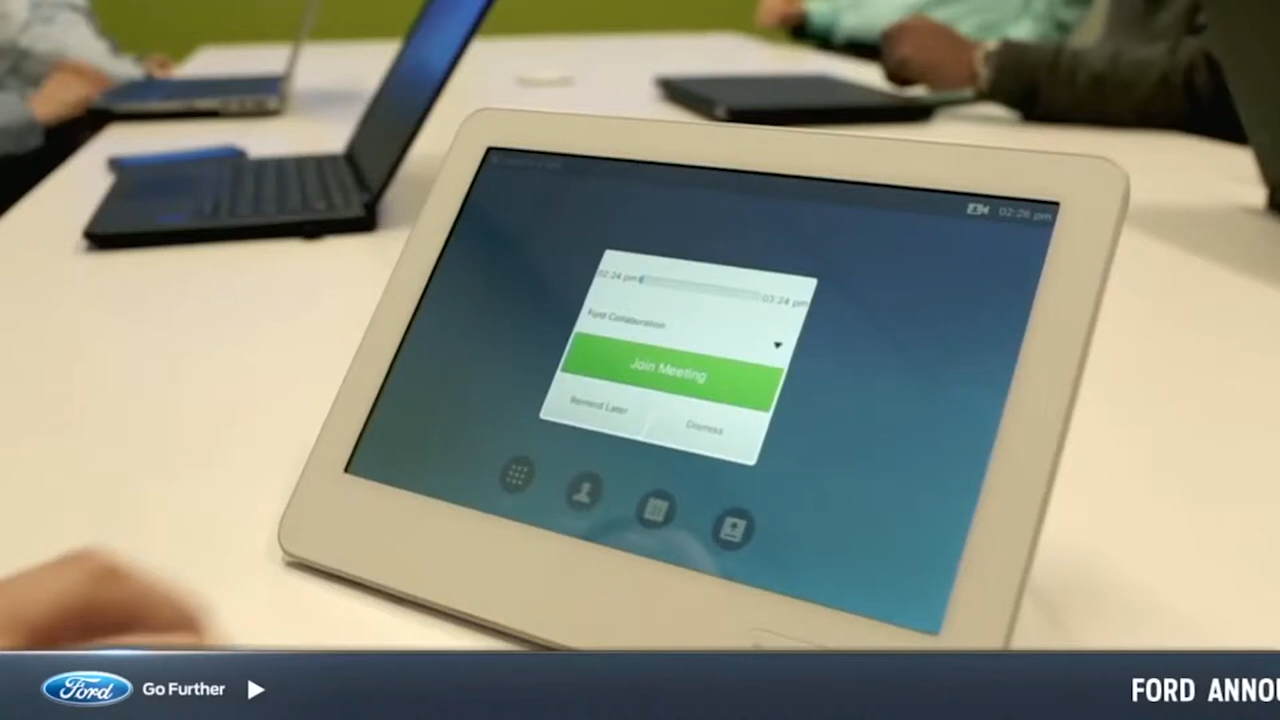 02:26 pm
02:24 pm
03:24 pm
Ford Collaboration
Join Meeting
Remind Later
Dismiss
Ford
Go Further
FORD ANNOU